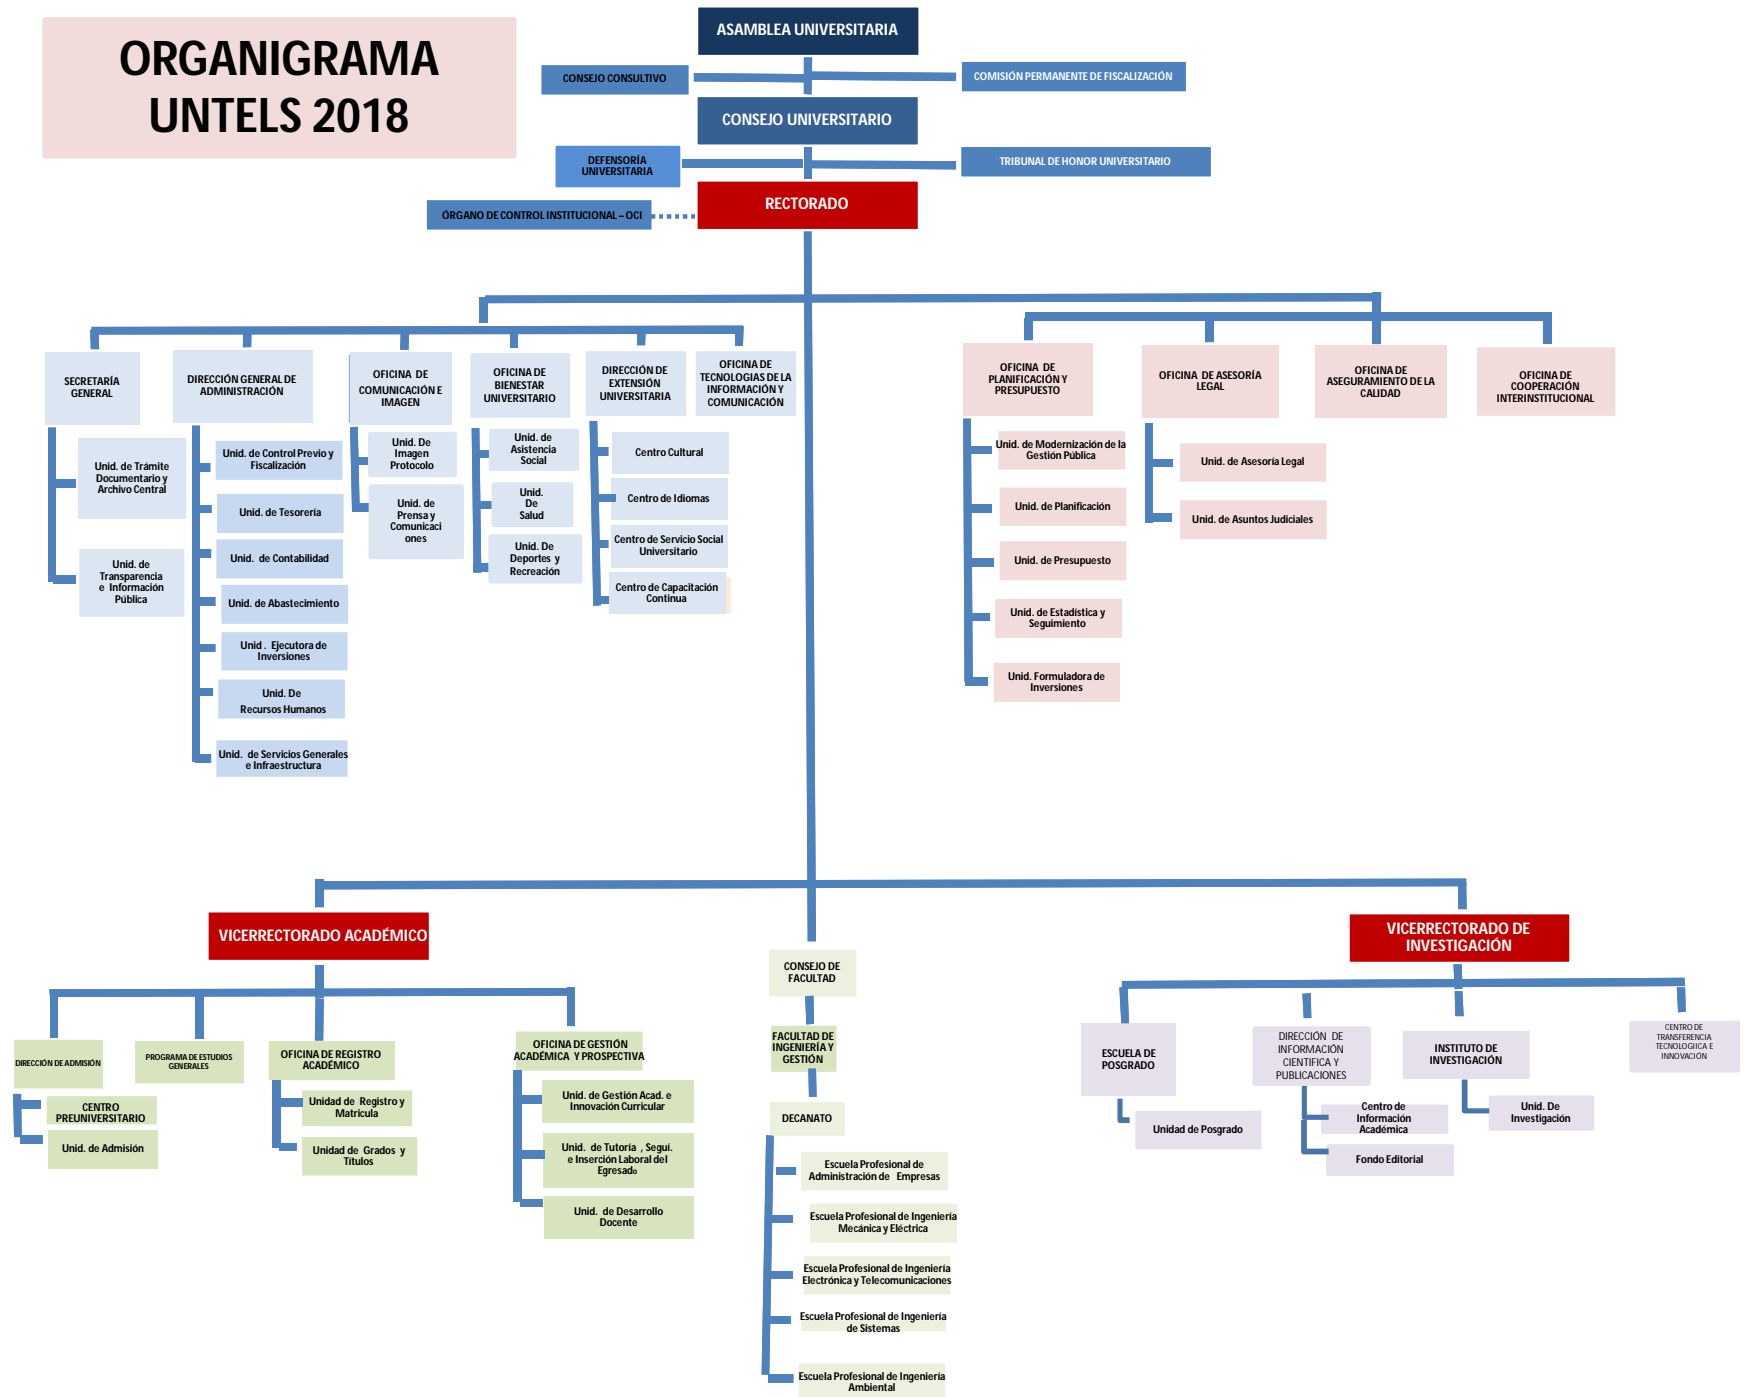 ORGANIGRAMA
UNTELS 2018
ASAMBLEA UNIVERSITARIA
CONSEJO CONSULTIVO
COMISIÓN PERMANENTE DE FISCALIZACIÓN
CONSEJO UNIVERSITARIO
DEFENSORÍA
UNIVERSITARIA
TRIBUNAL DE HONOR UNIVERSITARIO
RECTORADO
ÓRGANO DE CONTROL INSTITUCIONAL – OCI
SECRETARÍA
GENERAL
DIRECCIÓN GENERAL DE
ADMINISTRACIÓN
OFICINA DE
COMUNICACIÓN E
IMAGEN
OFICINA DE
BIENESTAR
UNIVERSITARIO
DIRECCIÓN DE
EXTENSIÓN
UNIVERSITARIA
OFICINA DE
TECNOLOGIAS DE LA
INFORMACIÓN Y
COMUNICACIÓN
OFICINA DE
PLANIFICACIÓN Y
PRESUPUESTO
OFICINA DE ASESORÍA
LEGAL
OFICINA DE
ASEGURAMIENTO DE LA
CALIDAD
OFICINA DE
COOPERACIÓN
INTERINSTITUCIONAL
Unid. de Trámite
Documentario y
Archivo Central
Unid. de
Transparencia
e Información
Pública
Unid. de Control Previo y
Fiscalización
Unid. de Tesorería
Unid. de Contabilidad
Unid. de Abastecimiento
Unid . Ejecutora de
Inversiones
Unid. De
Recursos Humanos
Unid. de Servicios Generales
e Infraestructura
Unid. De
Imagen
Protocolo
Unid. de
Prensa y
Comunicaci
ones
Unid. de
Asistencia
Social
Unid.
De
Salud
Unid. De
Deportes y
Recreación
Centro Cultural
Centro de Idiomas
Centro de Servicio Social
Universitario
Centro de Capacitación
Continua
Unid. de Modernización de la
Gestión Pública
Unid. de Planificación
Unid. de Presupuesto
Unid. de Estadística y
Seguimiento
Unid. Formuladora de
Inversiones
Unid. de Asesoría Legal
Unid. de Asuntos Judiciales
VICERRECTORADO ACADÉMICO
VICERRECTORADO DE
INVESTIGACIÓN
DIRECCIÓN DE ADMISIÓN
PROGRAMA DE ESTUDIOS
GENERALES
OFICINA DE REGISTRO
ACADÉMICO
OFICINA DE GESTIÓN
ACADÉMICA Y PROSPECTIVA
CENTRO
PREUNIVERSITARIO
Unid. de Admisión
Unidad de Registro y
Matricula
Unidad de Grados y
Títulos
Unid. de Gestión Acad. e
Innovación Curricular
Unid. de Tutoría , Seguí.
e Inserción Laboral del
Egresado
Unid. de Desarrollo
Docente
CONSEJO DE
FACULTAD
FACULTAD DE
INGENIERÍA Y
GESTIÓN
DECANATO
Escuela Profesional de
Administración de Empresas
Escuela Profesional de Ingeniería
Mecánica y Eléctrica
Escuela Profesional de Ingeniería
Electrónica y Telecomunicaciones
Escuela Profesional de Ingeniería
de Sistemas
Escuela Profesional de Ingeniería
Ambiental
ESCUELA DE
POSGRADO
DIRECCIÓN DE
INFORMACIÓN
CIENTIFICA Y
PUBLICACIONES
INSTITUTO DE
INVESTIGACIÓN
CENTRO DE
TRANSFERENCIA
TECNOLOGIICA E
INNOVACIÓN
Unidad de Posgrado
Centro de
Información
Académica
Fondo Editorial
Unid. De
Investigación